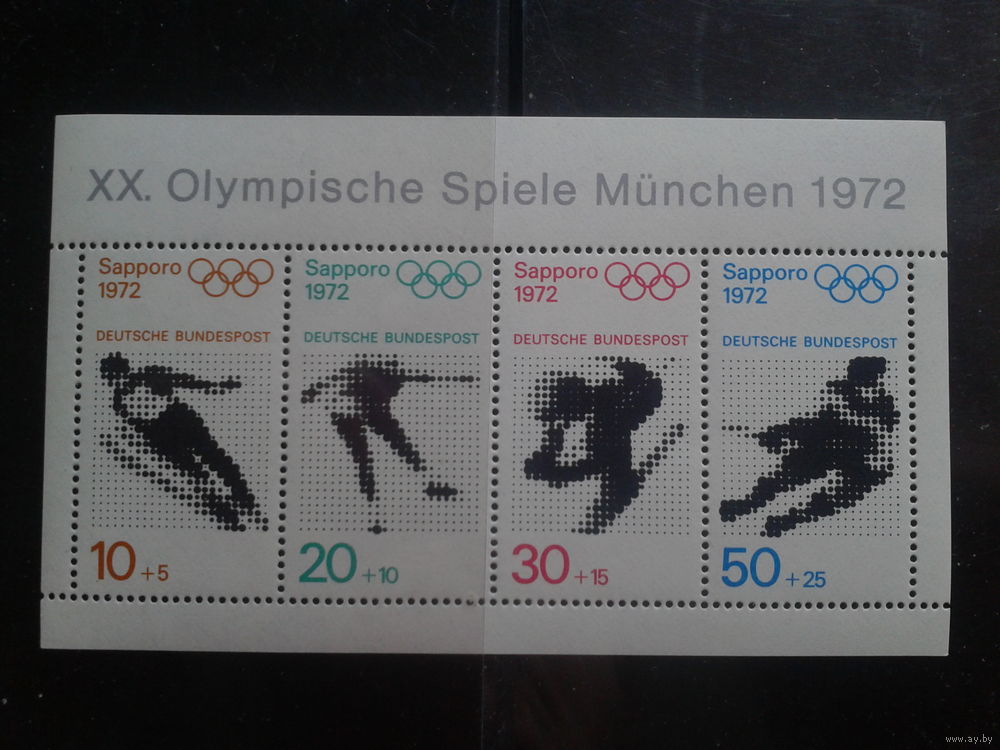 XX. Olympische Spiele München 1972
Sapporo
1972
DEUTSCHE BUNDESPOST
10 +5
Sapporo
1972
DEUTSCHE BUNDESPOST
20 +10
Sapporo
1972
DEUTSCHE BUNDESPOST
30 +15
Sapporo
1972
DEUTSCHE BUNDESPOST
50 +25
www.ay.by